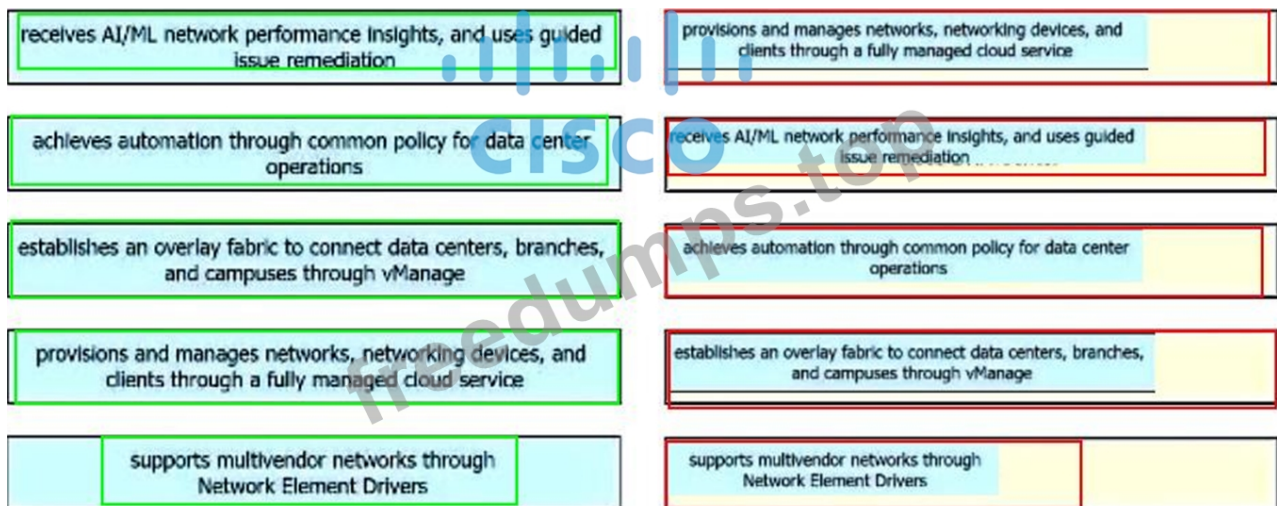 receives AI/ML network performance insights, and uses guided
issue remediation
achieves automation through common policy for data center
operations
establishes an overlay fabric to connect data centers, branches,
and campuses through vManage
provisions and manages networks, networking devices, and
clients through a fully managed cloud service
supports multivendor networks through
Network Element Drivers
provisions and manages networks, networking devices, and
clients through a fully managed cloud service
receives AI/ML network performance insights, and uses guided
issue remediation
achieves automation through common policy for data center
operations
establishes an overlay fabric to connect data centers, branches,
and campuses through vManage
supports multivendor networks through
Network Element Drivers
CISCO
freedumps.top